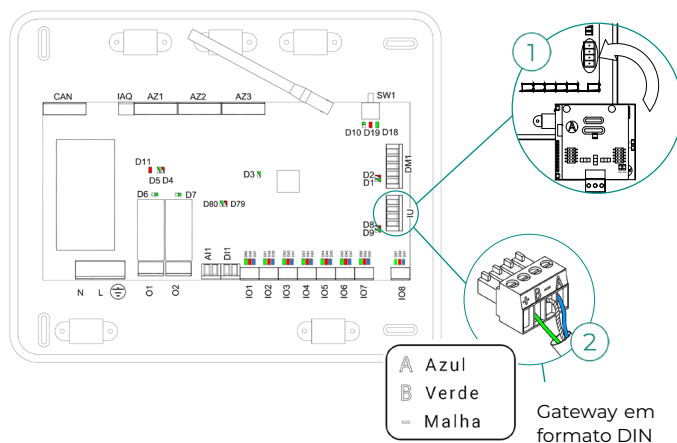 1
CAN
IAQ
AZ1
AZ2
AZ3
SW1
D10 D19 D18
D11
D5 D4
D3
D2
D1
DM1
D6
D7
D80
D79
IU
D8
D9
AI1
DI1
N
L
O1
O2
IO1
IO2
IO3
IO4
IO5
IO6
IO7
IO8
A
+ B - A
2
A Azul
B Verde
- Malha
Gateway em
formato DIN